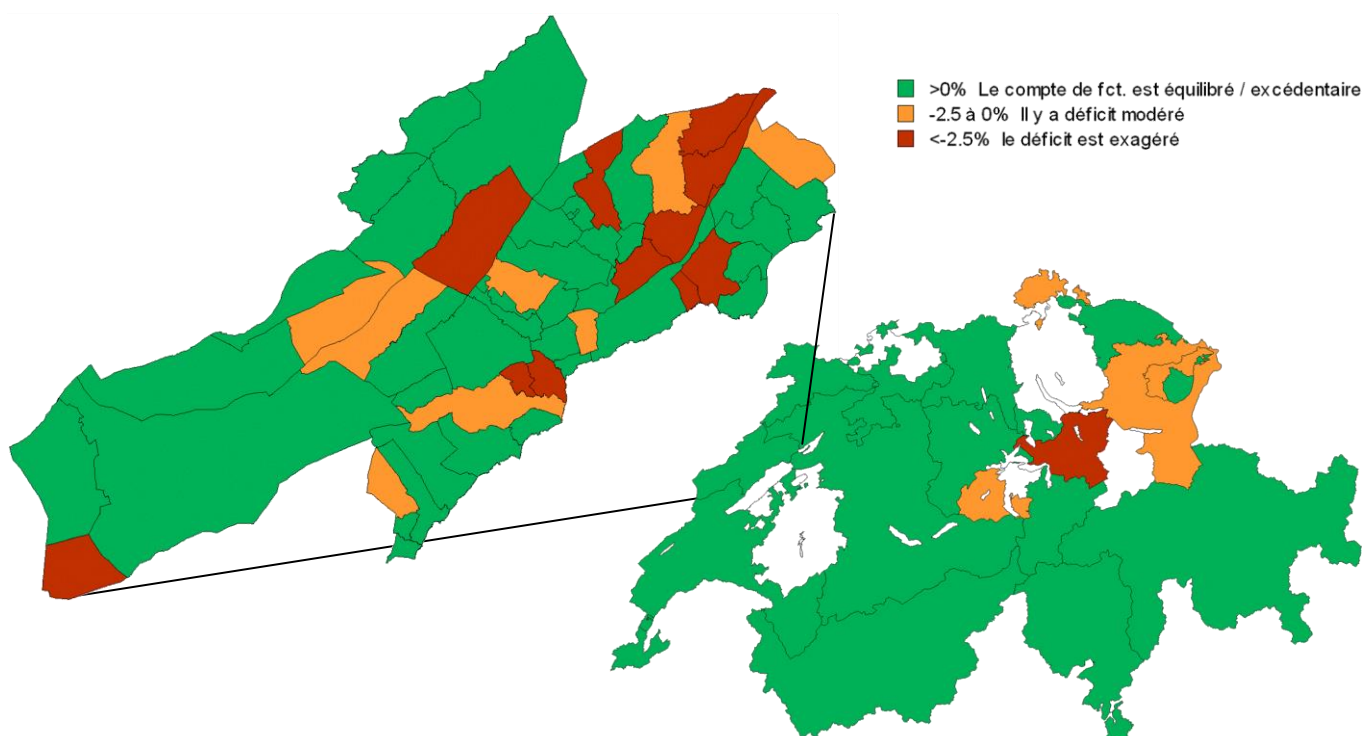 >0% Le compte de fct. est équilibré / excédentaire
-2.5 à 0% Il y a déficit modéré
<-2.5% le déficit est exagéré